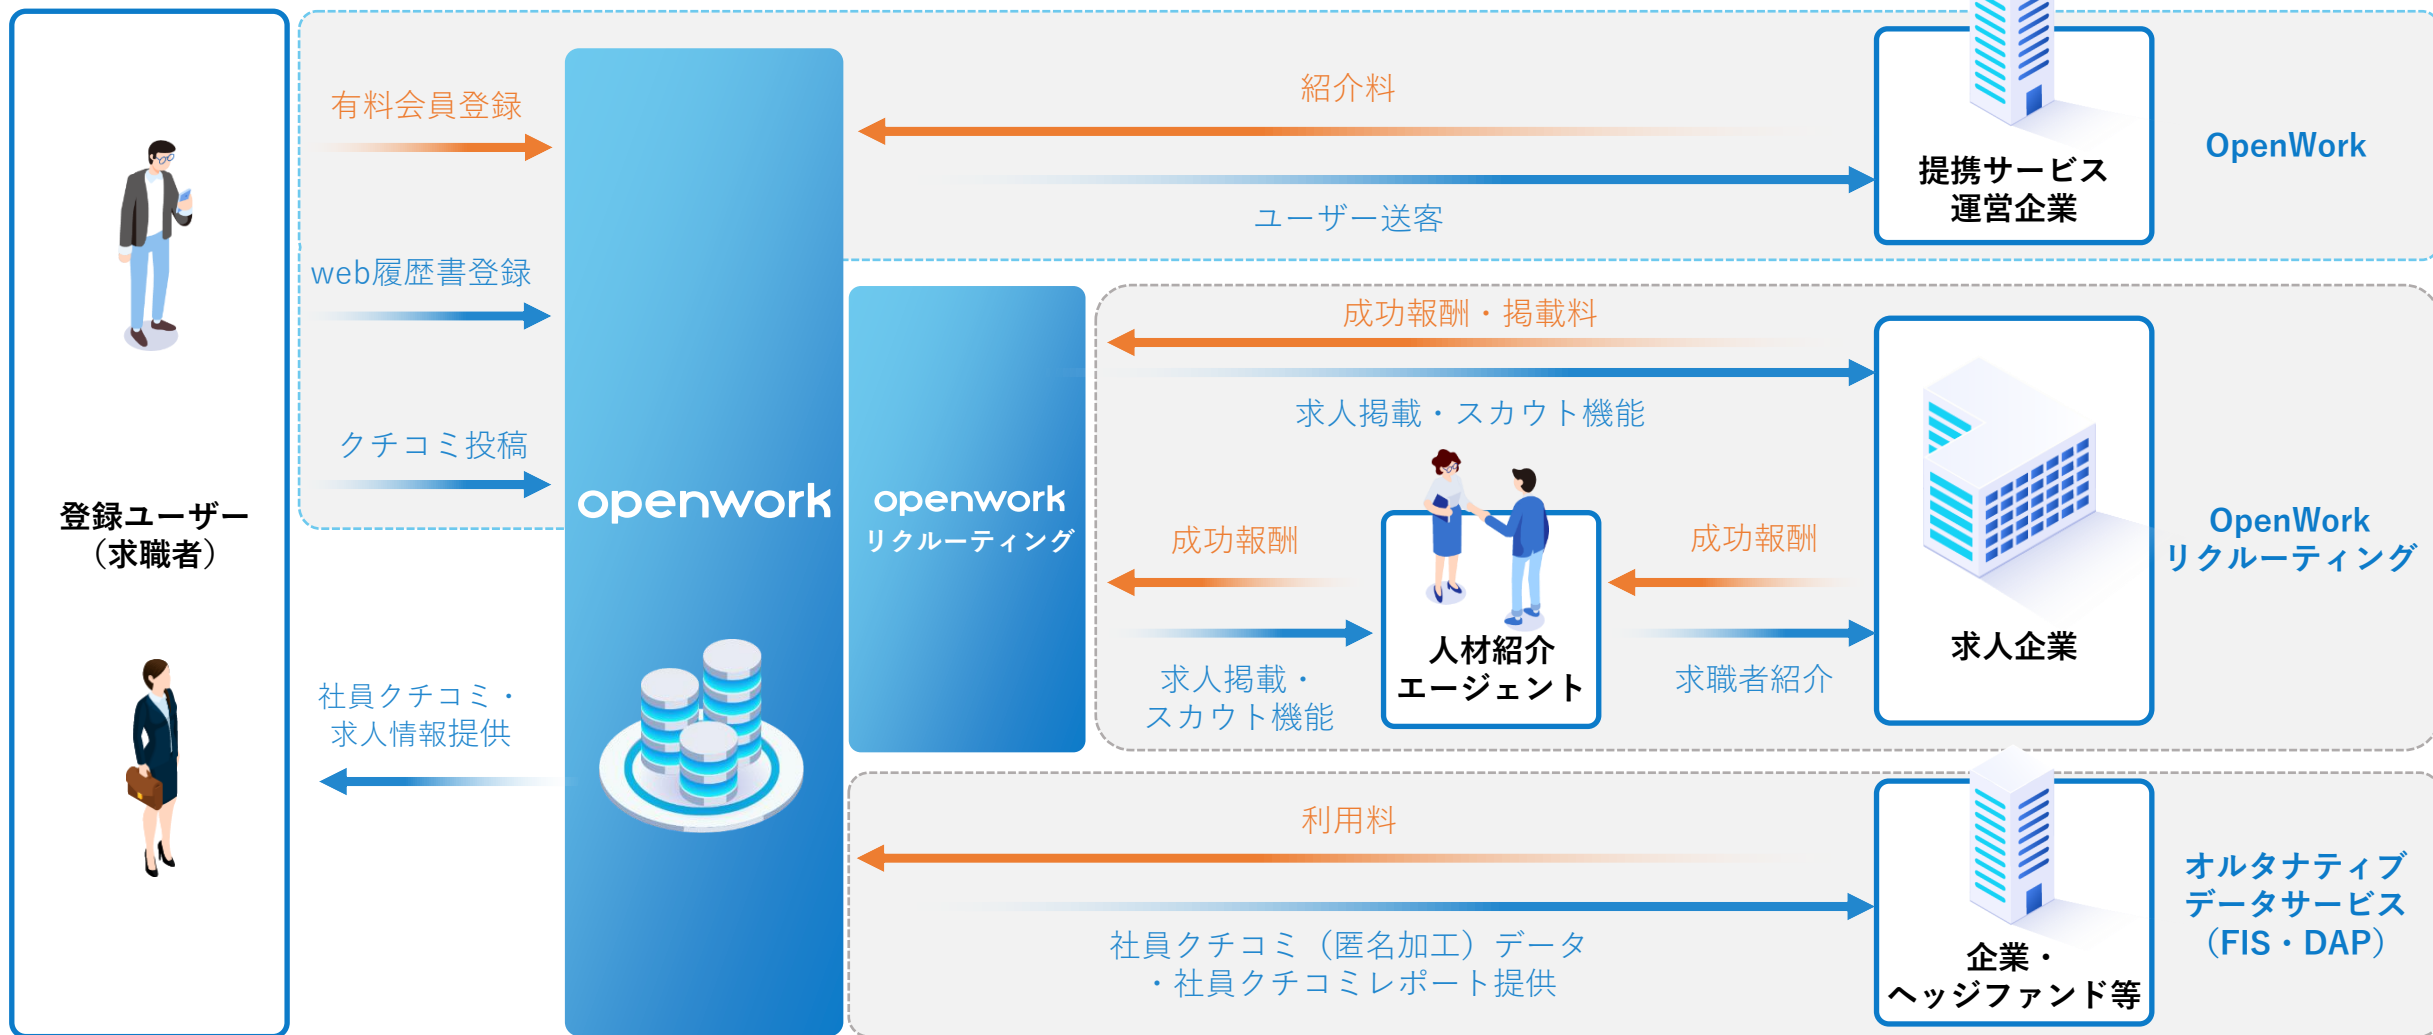 登録ユーザー
（求職者）
有料会員登録
web履歴書登録
クチコミ投稿
社員クチコミ・
求人情報提供
openwork
紹介料
ユーザー送客
提携サービス
運営企業
OpenWork
openwork
リクルーティング
成功報酬・掲載料
求人掲載・スカウト機能
成功報酬
求人掲載・
スカウト機能
人材紹介
エージェント
成功報酬
求職者紹介
求人企業
OpenWork
リクルーティング
利用料
社員クチコミ（匿名加工）データ
・社員クチコミレポート提供
企業・
ヘッジファンド等
オルタナティブ
データサービス
（FIS・DAP）